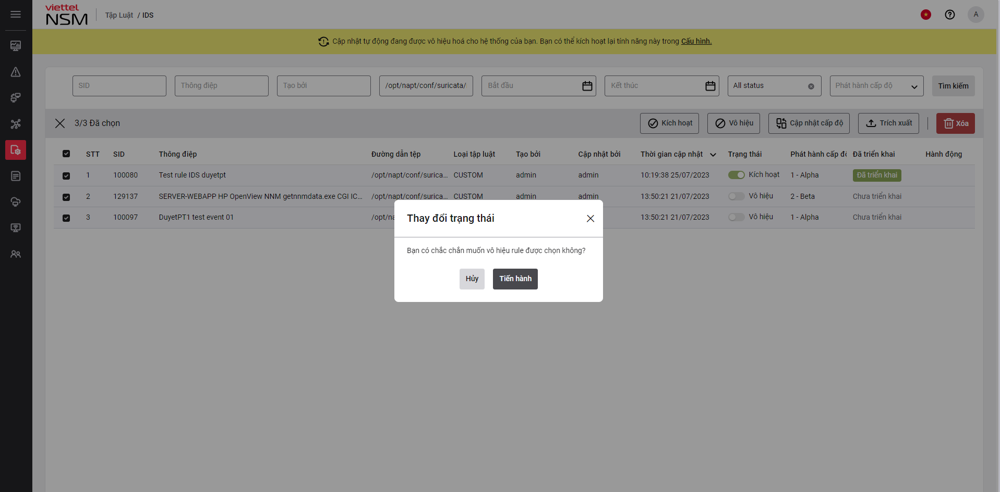 viettel
NSM
Tập Luật / IDS
A
Cập nhật tự động đang được vô hiệu hoá cho hệ thống của bạn. Bạn có thể kích hoạt lại tính năng này trong Cấu hình.
SID Thông điệp Tạo bởi /opt/napt/conf/suricata/ Bắt đầu Kết thúc All status Phát hành cấp độ Tìm kiếm
3/3 Đã chọn Kích hoạt Vô hiệu Cập nhật cấp độ Trích xuất Xóa
STT SID Thông điệp Đường dẫn tệp Loại tập luật Tạo bởi Cập nhật bởi Thời gian cập nhật Trạng thái Phát hành cấp Đã triển khai Hành động
1 100080 Test rule IDS duyetpt /opt/napt/conf/surica... CUSTOM admin admin 10:19:38 25/07/2023 Kích hoạt 1 - Alpha Đã triển khai
2 129137 SERVER-WEBAPP HP OpenView NNM getnnmdata.exe CGI IC... /opt/napt/conf/surica... CUSTOM admin admin 13:50:21 21/07/2023 Vô hiệu 2 - Beta Chưa triển khai
3 100097 DuyetPT1 test event 01 /opt/na 13:50:21 21/07/2023 Vô hiệu 1 - Alpha Chưa triển khai
Thay đổi trạng thái
Bạn có chắc chắn muốn vô hiệu rule được chọn không?
Hủy Tiến hành